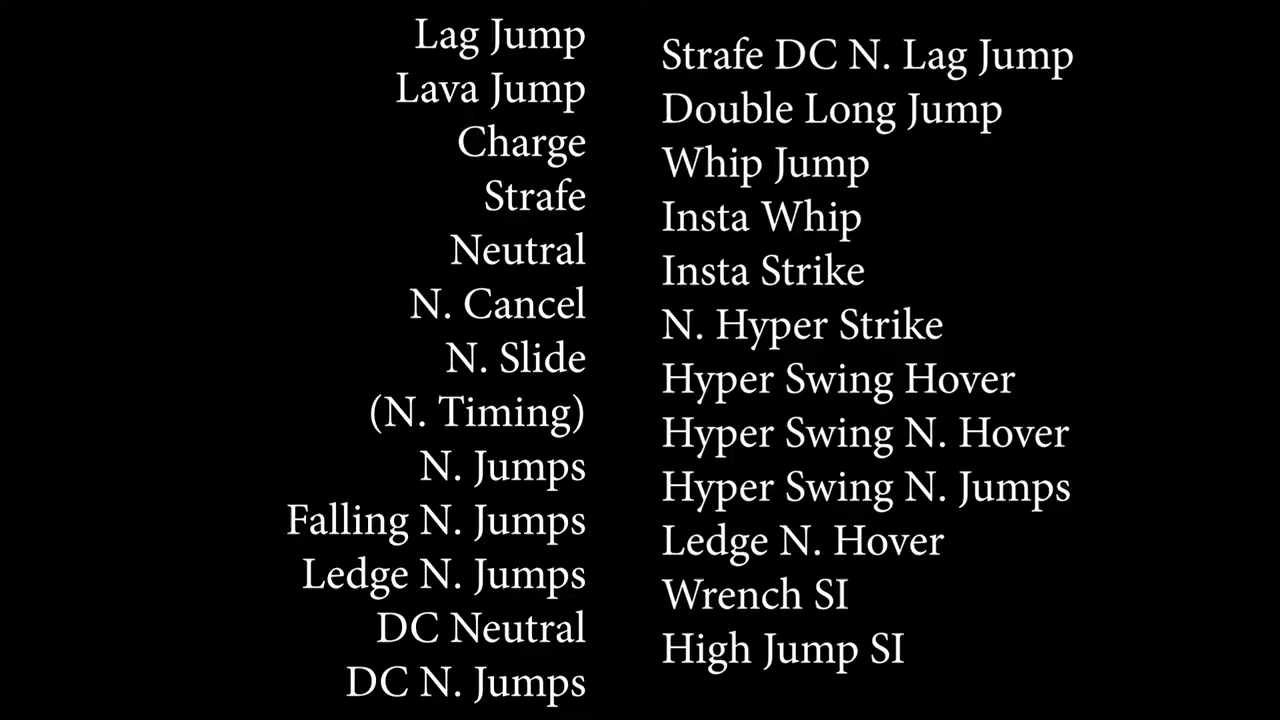 Lag Jump
Lava Jump
Charge
Strafe
Neutral
N. Cancel
N. Slide
(N. Timing)
N. Jumps
Falling N. Jumps
Ledge N. Jumps
DC Neutral
DC N. Jumps
Strafe DC N. Lag Jump
Double Long Jump
Whip Jump
Insta Whip
Insta Strike
N. Hyper Strike
Hyper Swing Hover
Hyper Swing N. Hover
Hyper Swing N. Jumps
Ledge N. Hover
Wrench SI
High Jump SI